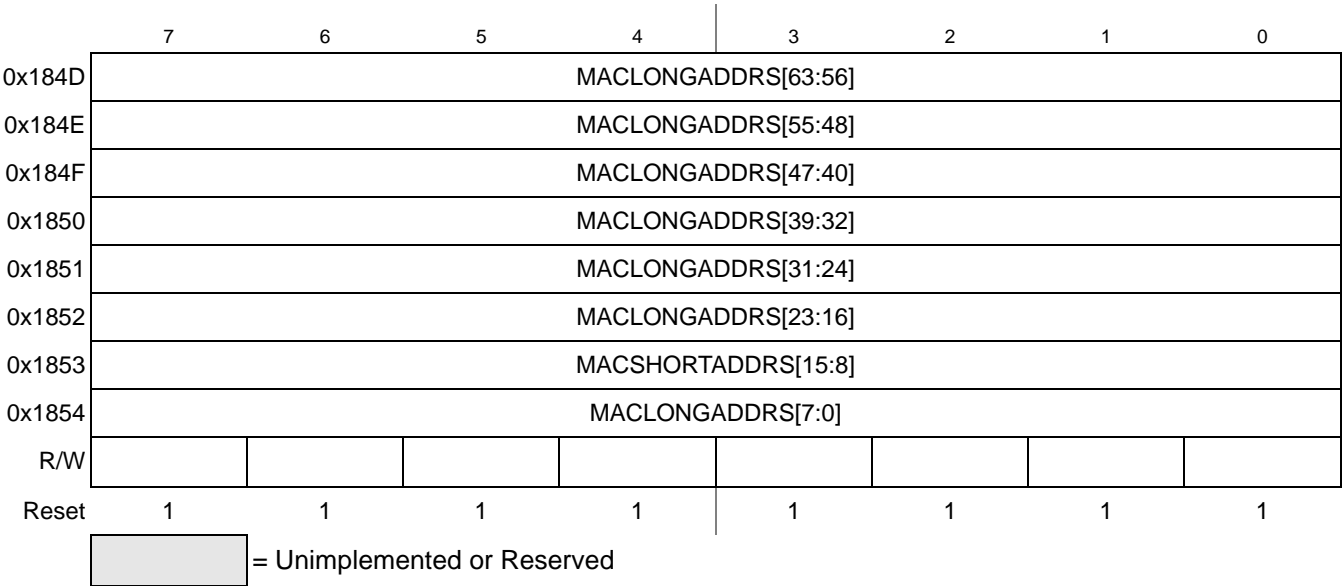 7 6 5 4 3 2 1 0
0x184D MACLONGADDRS[63:56]
0x184E MACLONGADDRS[55:48]
0x184F MACLONGADDRS[47:40]
0x1850 MACLONGADDRS[39:32]
0x1851 MACLONGADDRS[31:24]
0x1852 MACLONGADDRS[23:16]
0x1853 MACSHORTADDRS[15:8]
0x1854 MACLONGADDRS[7:0]
R/W
Reset 1 1 1 1 1 1 1 1
= Unimplemented or Reserved